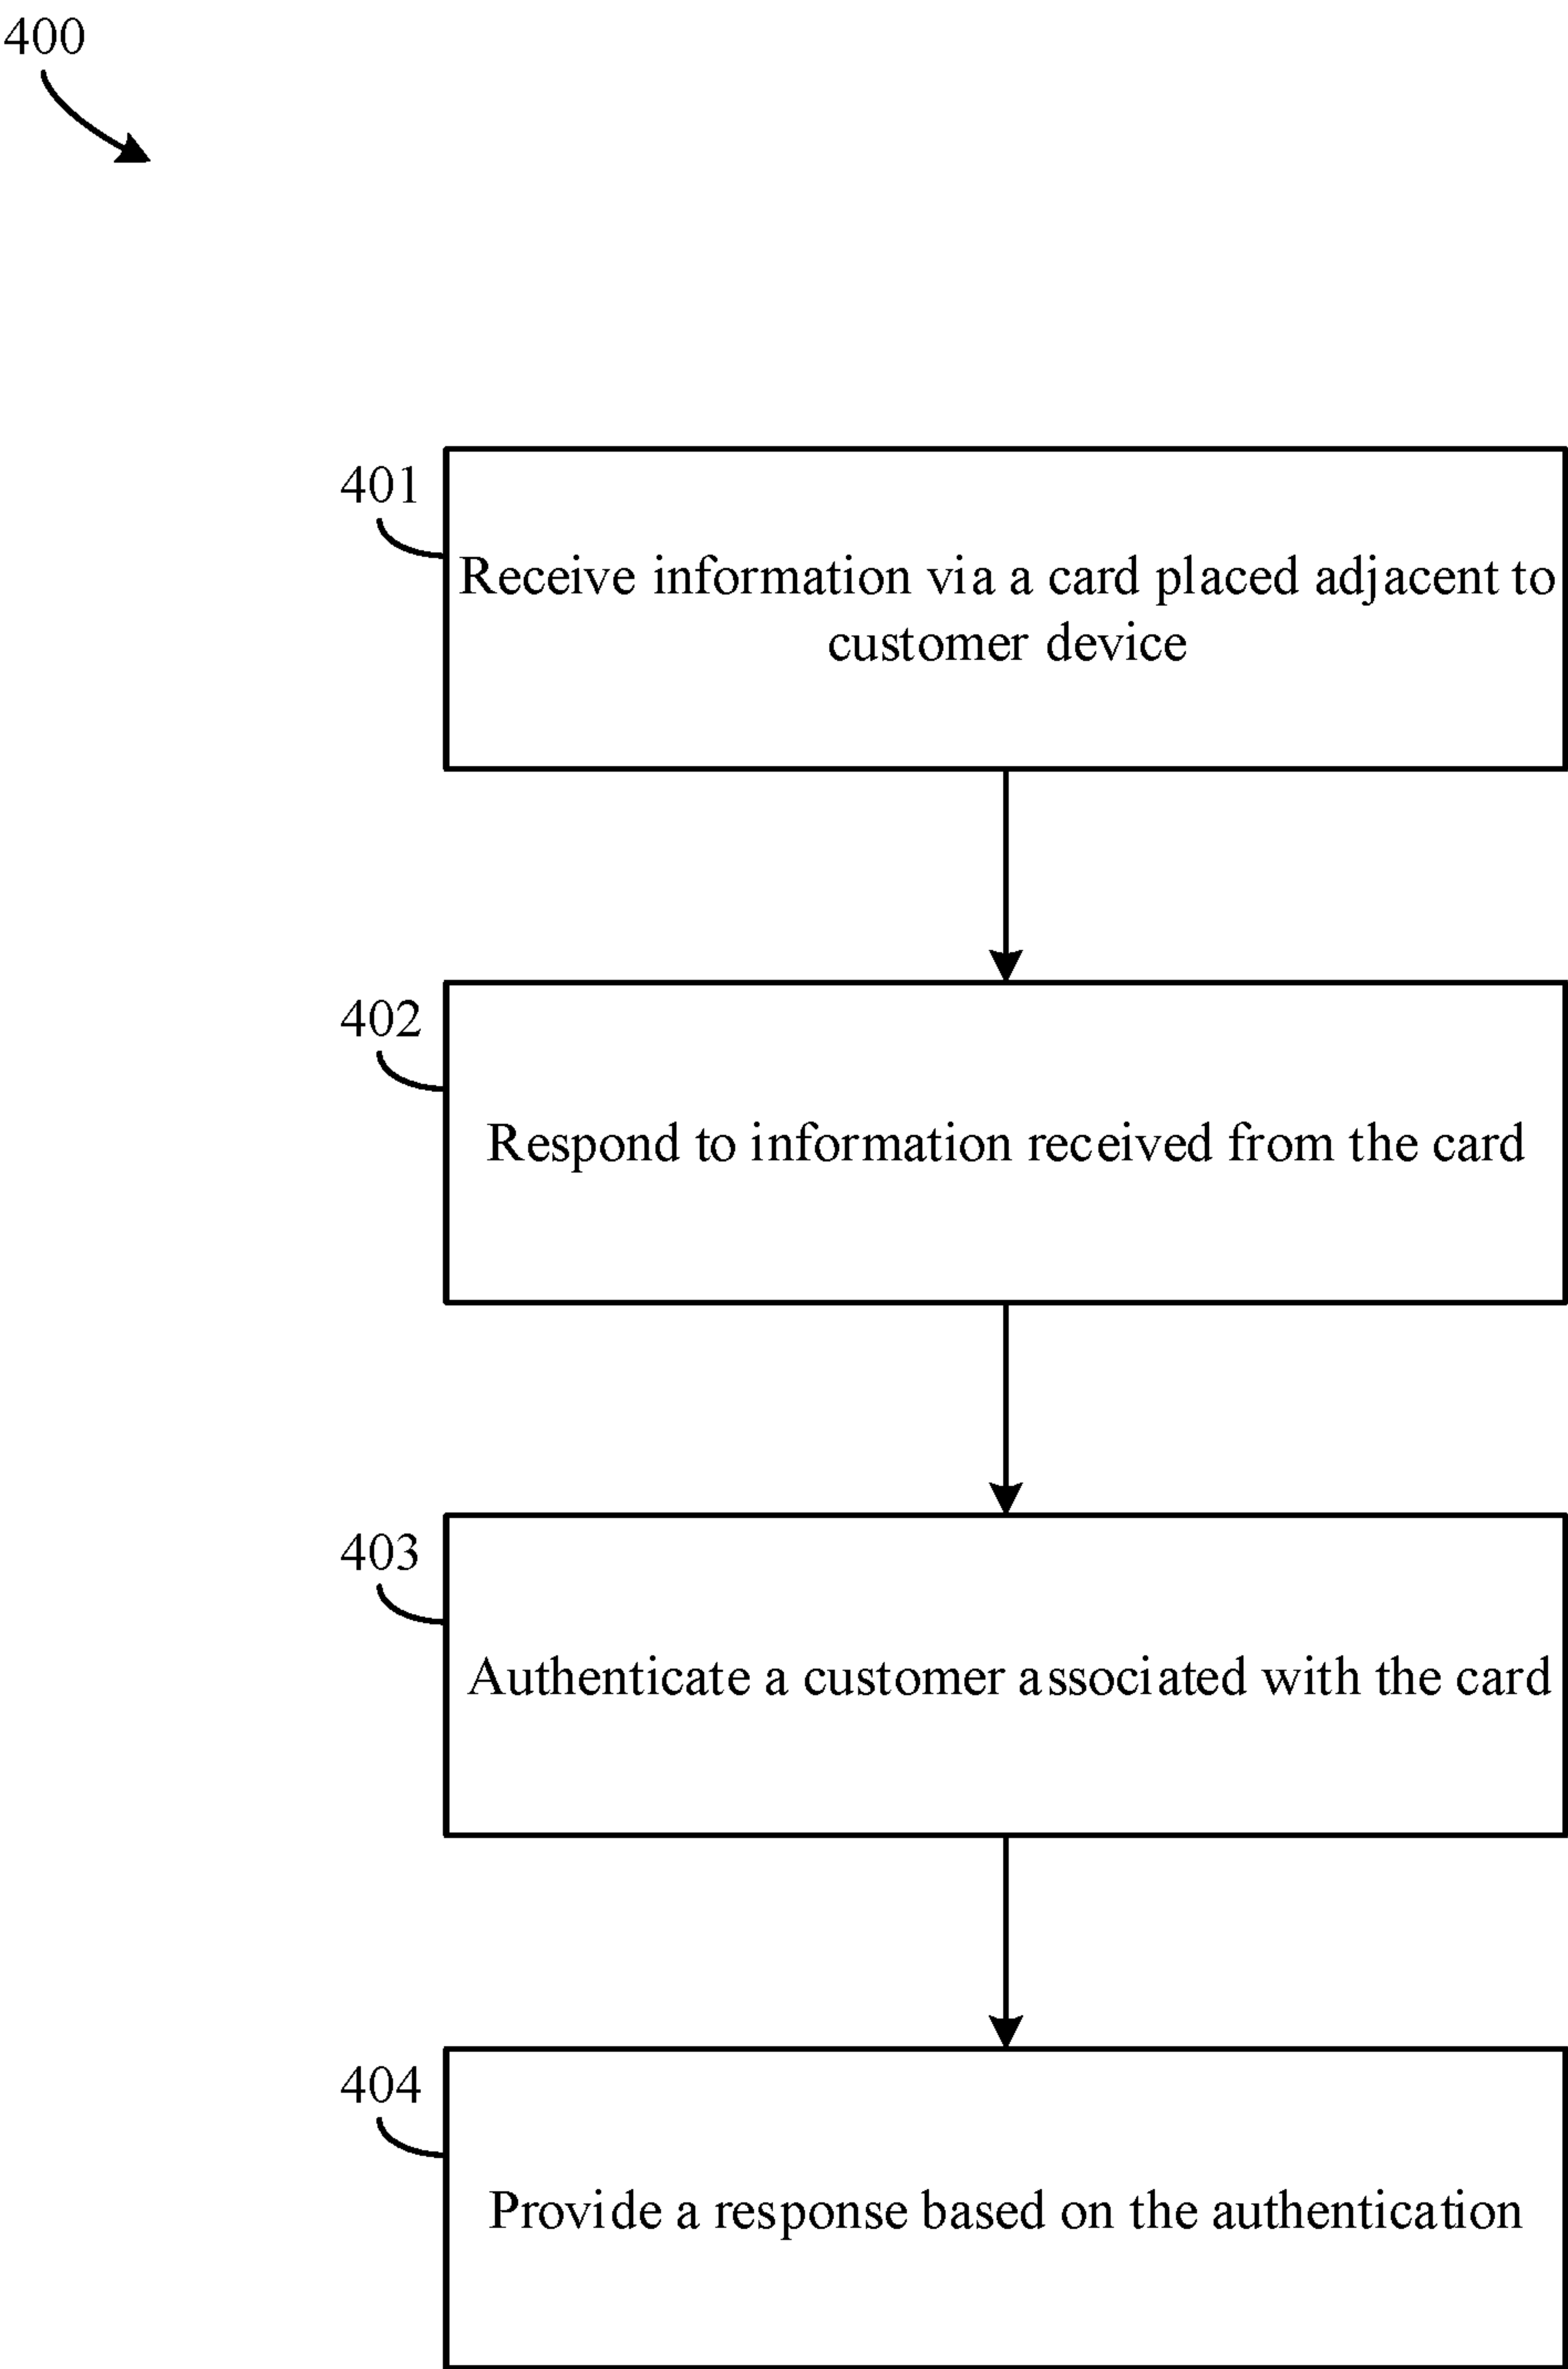 400
401
Receive information via a card placed adjacent to
customer device
402
Respond to information received from the card
403
Authenticate a customer associated with the card
404
Provide a response based on the authentication